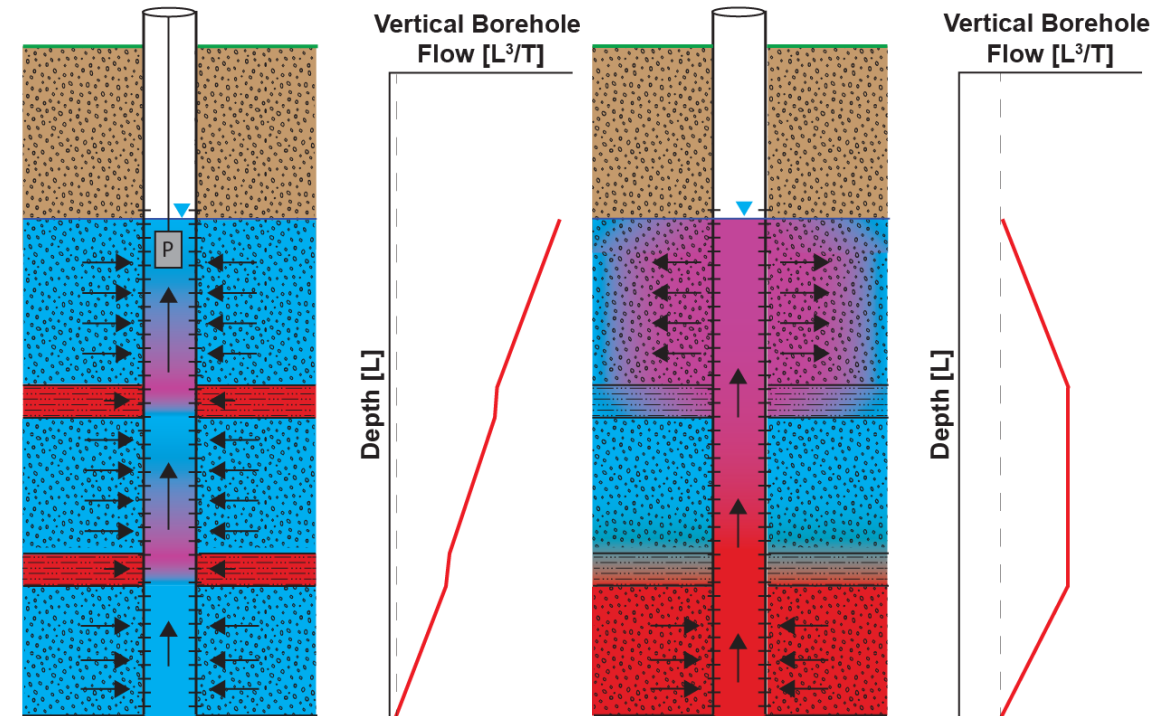 Vertical Borehole
Flow [L³/T]
Depth [L]
P
Vertical Borehole
Flow [L³/T]
Depth [L]